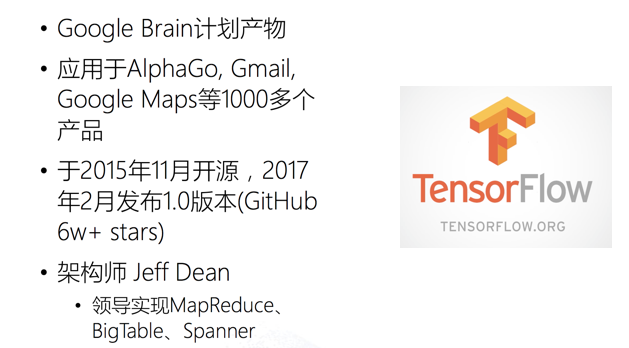 • Google Brain计划产物
• 应用于AlphaGo, Gmail,
Google Maps等1000多个
产品
• 于2015年11月开源，2017
年2月发布1.0版本(GitHub
6w+ stars)
• 架构师 Jeff Dean
• 领导实现MapReduce、
BigTable、Spanner
TensorFlow
TENSORFLOW.ORG